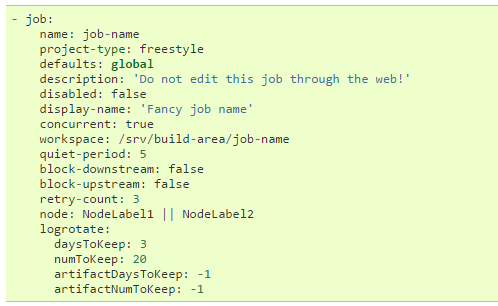 - job:
    name: job-name
    project-type: freestyle
    defaults: global
    description: 'Do not edit this job through the web!'
    disabled: false
    display-name: 'Fancy job name'
    concurrent: true
    workspace: /srv/build-area/job-name
    quiet-period: 5
    block-downstream: false
    block-upstream: false
    retry-count: 3
    node: NodeLabel1 || NodeLabel2
    logrotate:
      daysToKeep: 3
      numToKeep: 20
      artifactDaysToKeep: -1
      artifactNumToKeep: -1